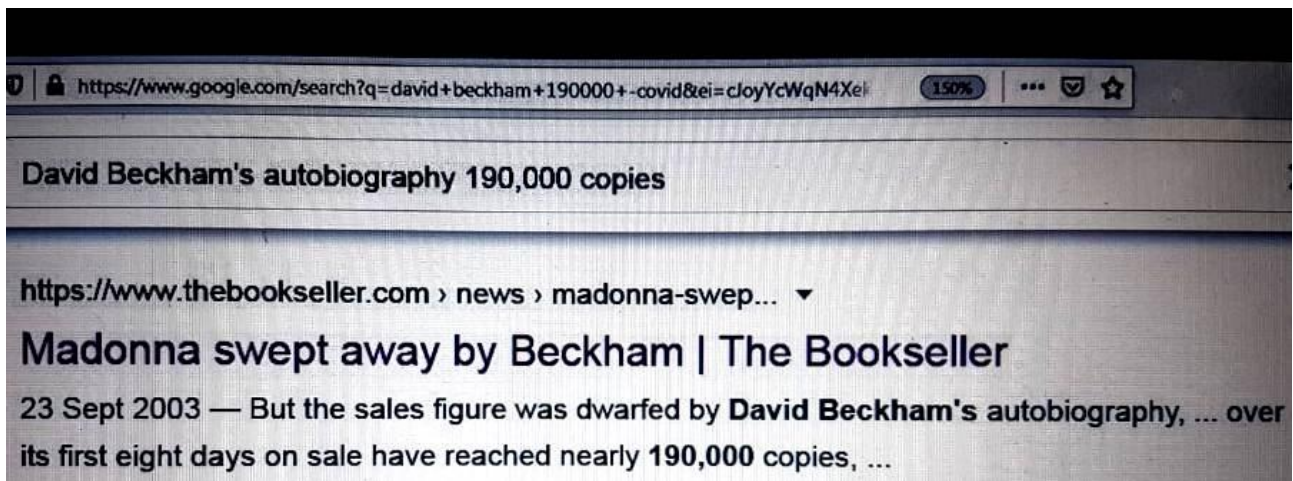 https://www.google.com/search?q=david+beckham+190000+-covid&ei=cJoyYcWqN4Xel 150% ...
David Beckham's autobiography 190,000 copies
https://www.thebookseller.com › news › madonna-swep... ▼
Madonna swept away by Beckham | The Bookseller
23 Sept 2003 — But the sales figure was dwarfed by David Beckham's autobiography, ... over
its first eight days on sale have reached nearly 190,000 copies, ...